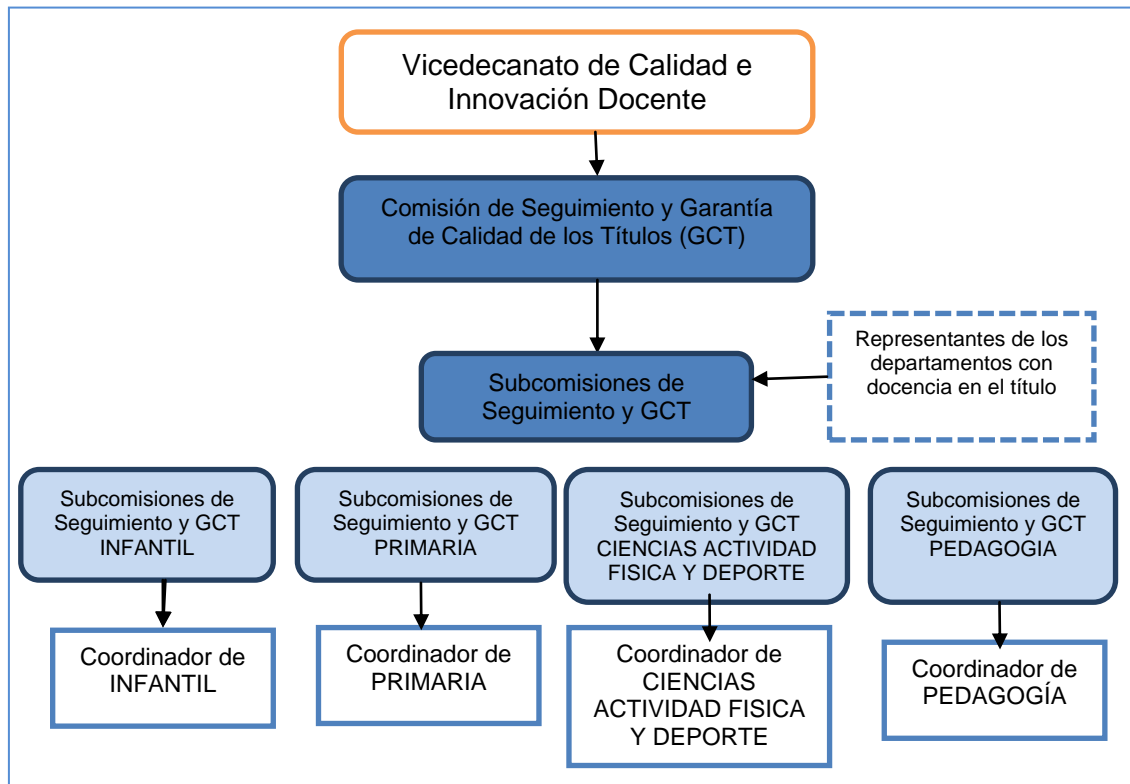 Vicedecanato de Calidad e
Innovación Docente
Comisión de Seguimiento y Garantía
de Calidad de los Títulos (GCT)
Representantes de los
departamentos con
docencia en el título
Subcomisiones de
Seguimiento y GCT
Subcomisiones de
Seguimiento y GCT
INFANTIL
Subcomisiones de
Seguimiento y GCT
PRIMARIA
Subcomisiones de
Seguimiento y GCT
CIENCIAS ACTIVIDAD
FISICA Y DEPORTE
Subcomisiones de
Seguimiento y GCT
PEDAGOGIA
Coordinador de
INFANTIL
Coordinador de
PRIMARIA
Coordinador de
CIENCIAS
ACTIVIDAD FISICA
Y DEPORTE
Coordinador de
PEDAGOGÍA